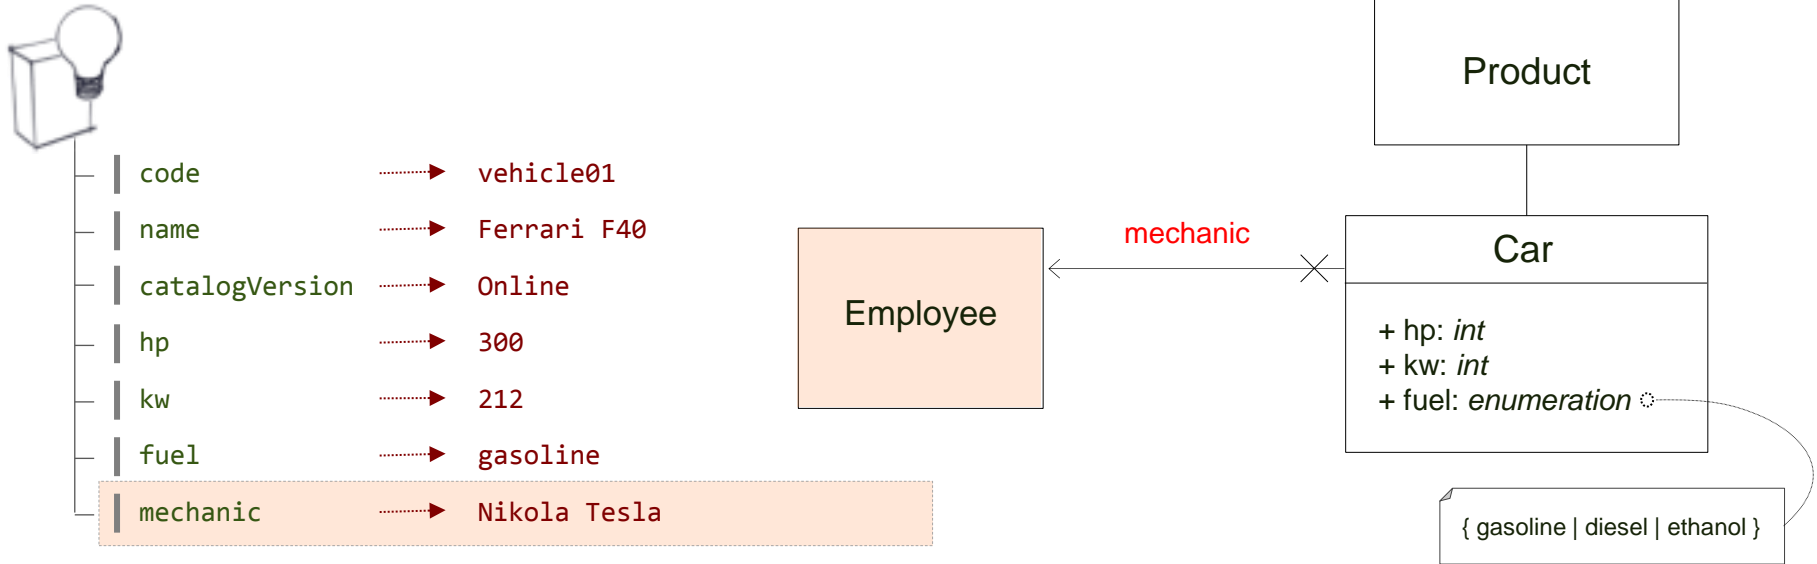 code vehicle01
name Ferrari F40
catalogVersion Online
hp 300
kw 212
fuel gasoline
mechanic Nikola Tesla
Employee
mechanic
Product
Car
+ hp: int
+ kw: int
+ fuel: enumeration
{ gasoline | diesel | ethanol }